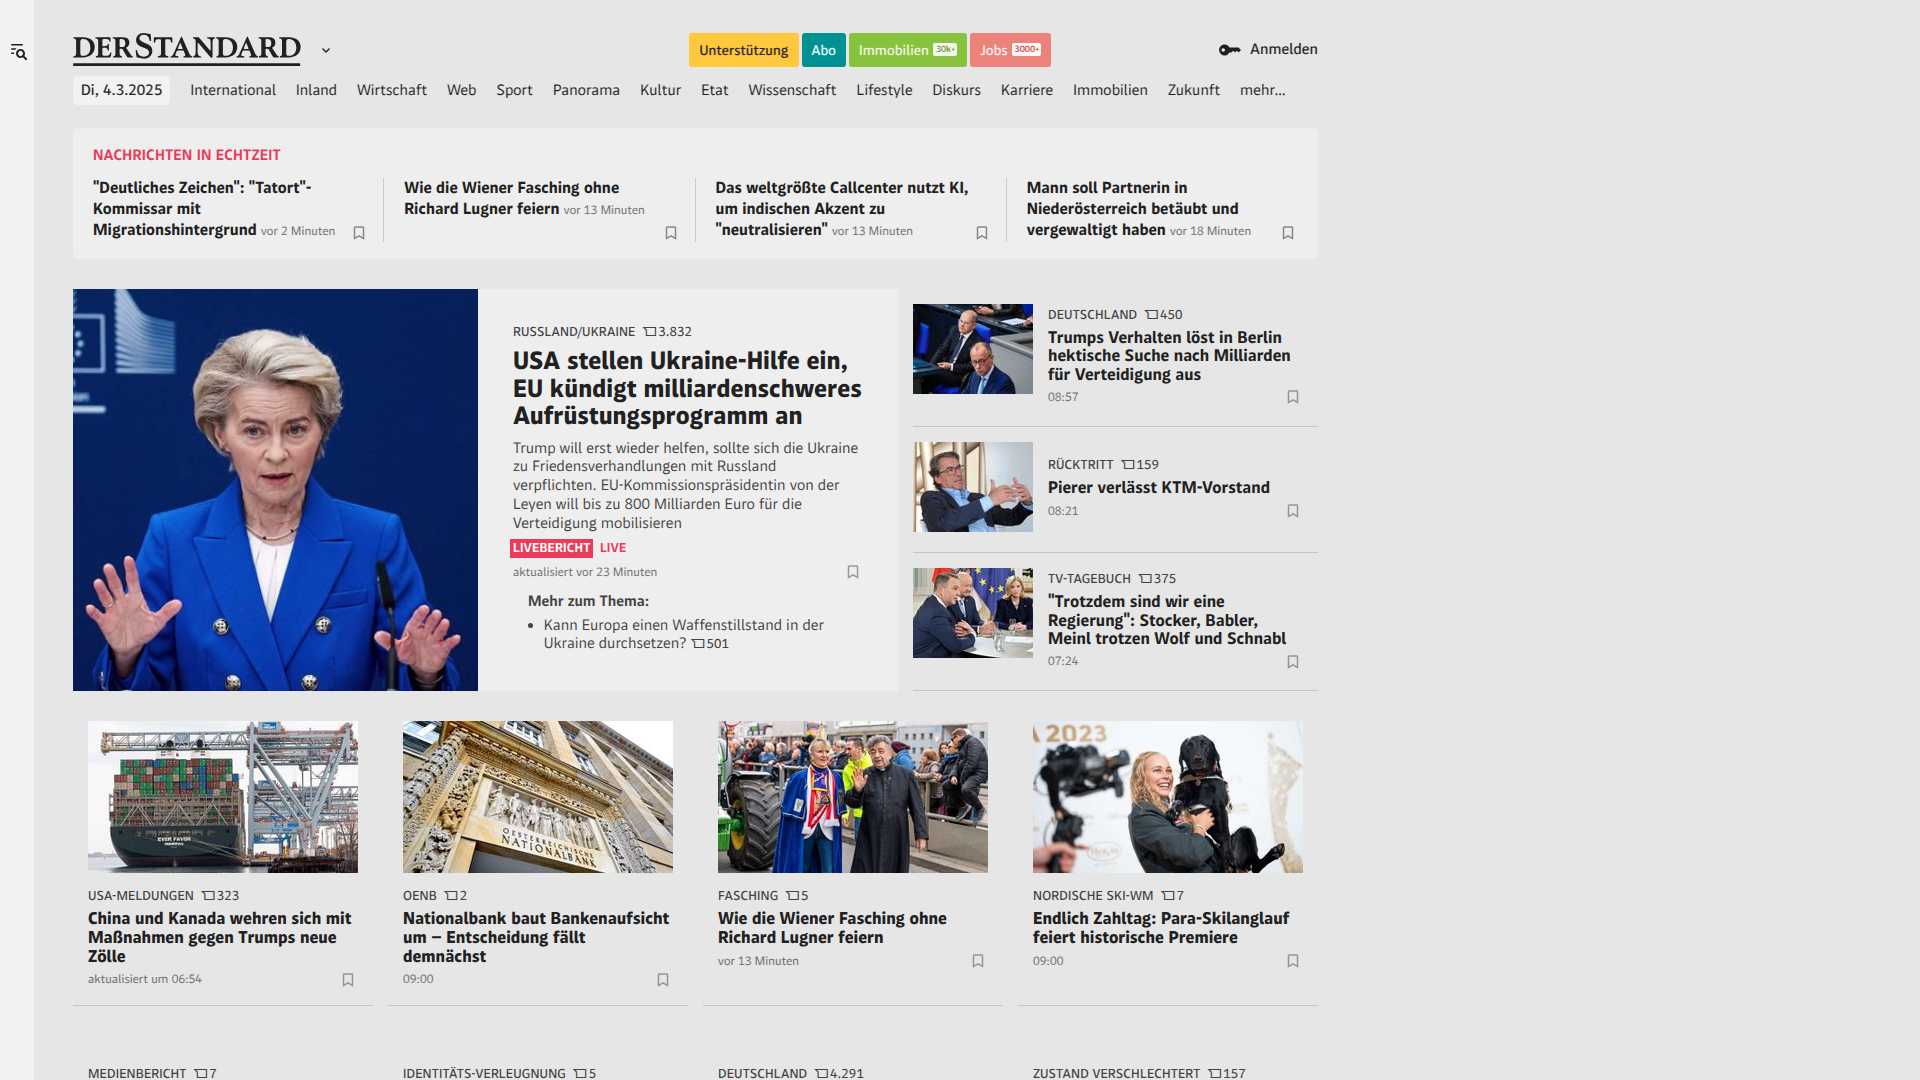 DERSTANDARD
Unterstützung
Abo
Immobilien 30k+
Jobs 3000+
Anmelden
Di, 4.3.2025
International
Inland
Wirtschaft
Web
Sport
Panorama
Kultur
Etat
Wissenschaft
Lifestyle
Diskurs
Karriere
Immobilien
Zukunft
mehr...
NACHRICHTEN IN ECHTZEIT
"Deutliches Zeichen": "Tatort"-
Kommissar mit
Migrationshintergrund vor 2 Minuten
Wie die Wiener Fasching ohne
Richard Lugner feiern vor 13 Minuten
Das weltgrößte Callcenter nutzt KI,
um indischen Akzent zu
"neutralisieren" vor 13 Minuten
Mann soll Partnerin in
Niederösterreich betäubt und
vergewaltigt haben vor 18 Minuten
RUSSLAND/UKRAINE 3.832
USA stellen Ukraine-Hilfe ein,
EU kündigt milliardenschweres
Aufrüstungsprogramm an
Trump will erst wieder helfen, sollte sich die Ukraine
zu Friedensverhandlungen mit Russland
verpflichten. EU-Kommissionspräsidentin von der
Leyen will bis zu 800 Milliarden Euro für die
Verteidigung mobilisieren
LIVEBERICHT LIVE
aktualisiert vor 23 Minuten
Mehr zum Thema:
• Kann Europa einen Waffenstillstand in der
Ukraine durchsetzen? 501
DEUTSCHLAND 450
Trumps Verhalten löst in Berlin
hektische Suche nach Milliarden
für Verteidigung aus
08:57
RÜCKTRITT 159
Pierer verlässt KTM-Vorstand
08:21
TV-TAGEBUCH 375
"Trotzdem sind wir eine
Regierung": Stocker, Babler,
Meinl trotzen Wolf und Schnabl
07:24
EVER FAVOR
USA-MELDUNGEN 323
China und Kanada wehren sich mit
Maßnahmen gegen Trumps neue
Zölle
aktualisiert um 06:54
OESTERREICHISCHE
NATIONALBANK
OENB 2
Nationalbank baut Bankenaufsicht
um – Entscheidung fällt
demnächst
09:00
FASCHING 5
Wie die Wiener Fasching ohne
Richard Lugner feiern
vor 13 Minuten
A 2023
NORDISCHE SKI-WM 7
Endlich Zahltag: Para-Skilanglauf
feiert historische Premiere
09:00
MEDIENBERICHT 7
IDENTITÄTS-VERLEUGNUNG 5
DEUTSCHLAND 4.291
ZUSTAND VERSCHLECHTERT 157